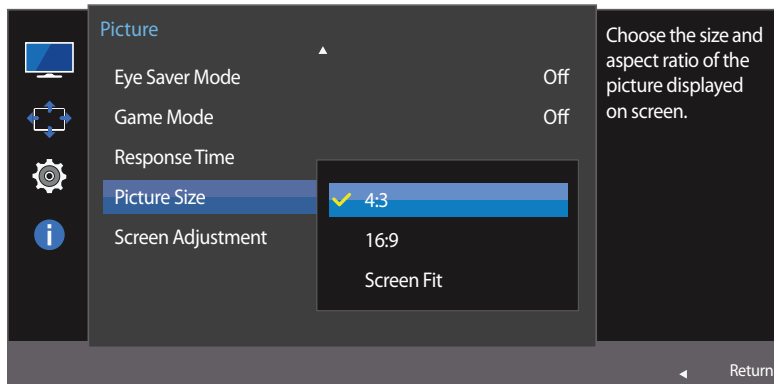 Picture
Eye Saver Mode Off
Game Mode Off
Response Time
Picture Size
Screen Adjustment
4:3
16:9
Screen Fit
Choose the size and
aspect ratio of the
picture displayed
on screen.
Return